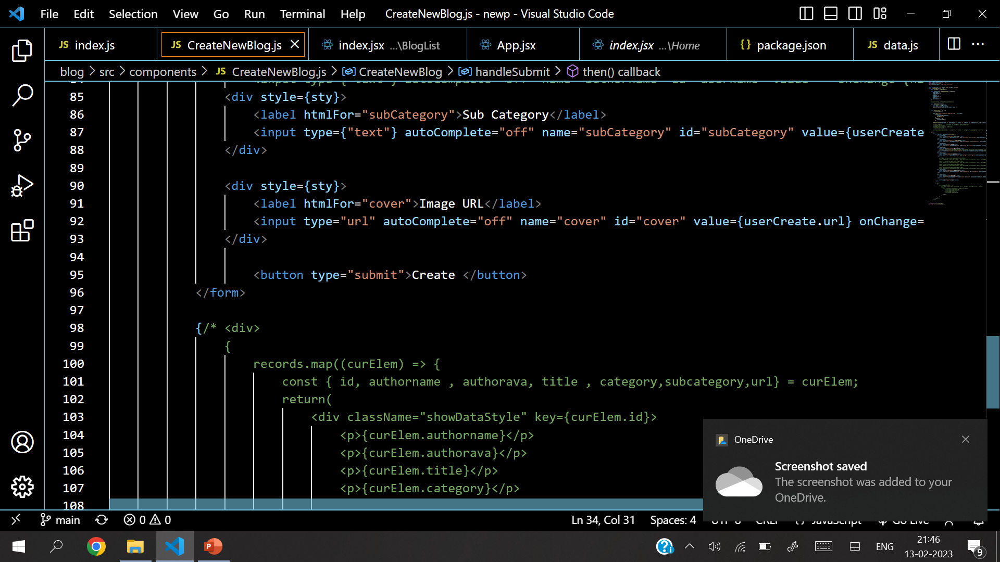 File Edit Selection View Go Run Terminal Help CreateNewBlog.js - newp - Visual Studio Code
JS index.js JS CreateNewBlog.js index.jsx ...\BlogList App.jsx index.jsx ...\Home {} package.json JS data.js ...
blog > src > components > JS CreateNewBlog.js > CreateNewBlog > handleSubmit > then() callback
85 <div style={sty}>
86 <label htmlFor="subCategory">Sub Category</label>
87 <input type={"text"} autoComplete="off" name="subCategory" id="subCategory" value={userCreate
88 </div>
89
90 <div style={sty}>
91 <label htmlFor="cover">Image URL</label>
92 <input type="url" autoComplete="off" name="cover" id="cover" value={userCreate.url} onChange=
93 </div>
94
95 <button type="submit">Create </button>
96 </form>
97
98 {/* <div>
99 {
100 records.map((curElem) => {
101 const { id, authorname , authorava, title , category,subcategory,url} = curElem;
102 return(
103 <div className="showDataStyle" key={curElem.id}>
104 <p>{curElem.authorname}</p>
105 <p>{curElem.authorava}</p>
106 <p>{curElem.title}</p>
107 <p>{curElem.category}</p>
108
OneDrive
Screenshot saved
The screenshot was added to your
OneDrive.
main 0 0 Ln 34, Col 31 Spaces: 4
ENG
21:46
13-02-2023
9